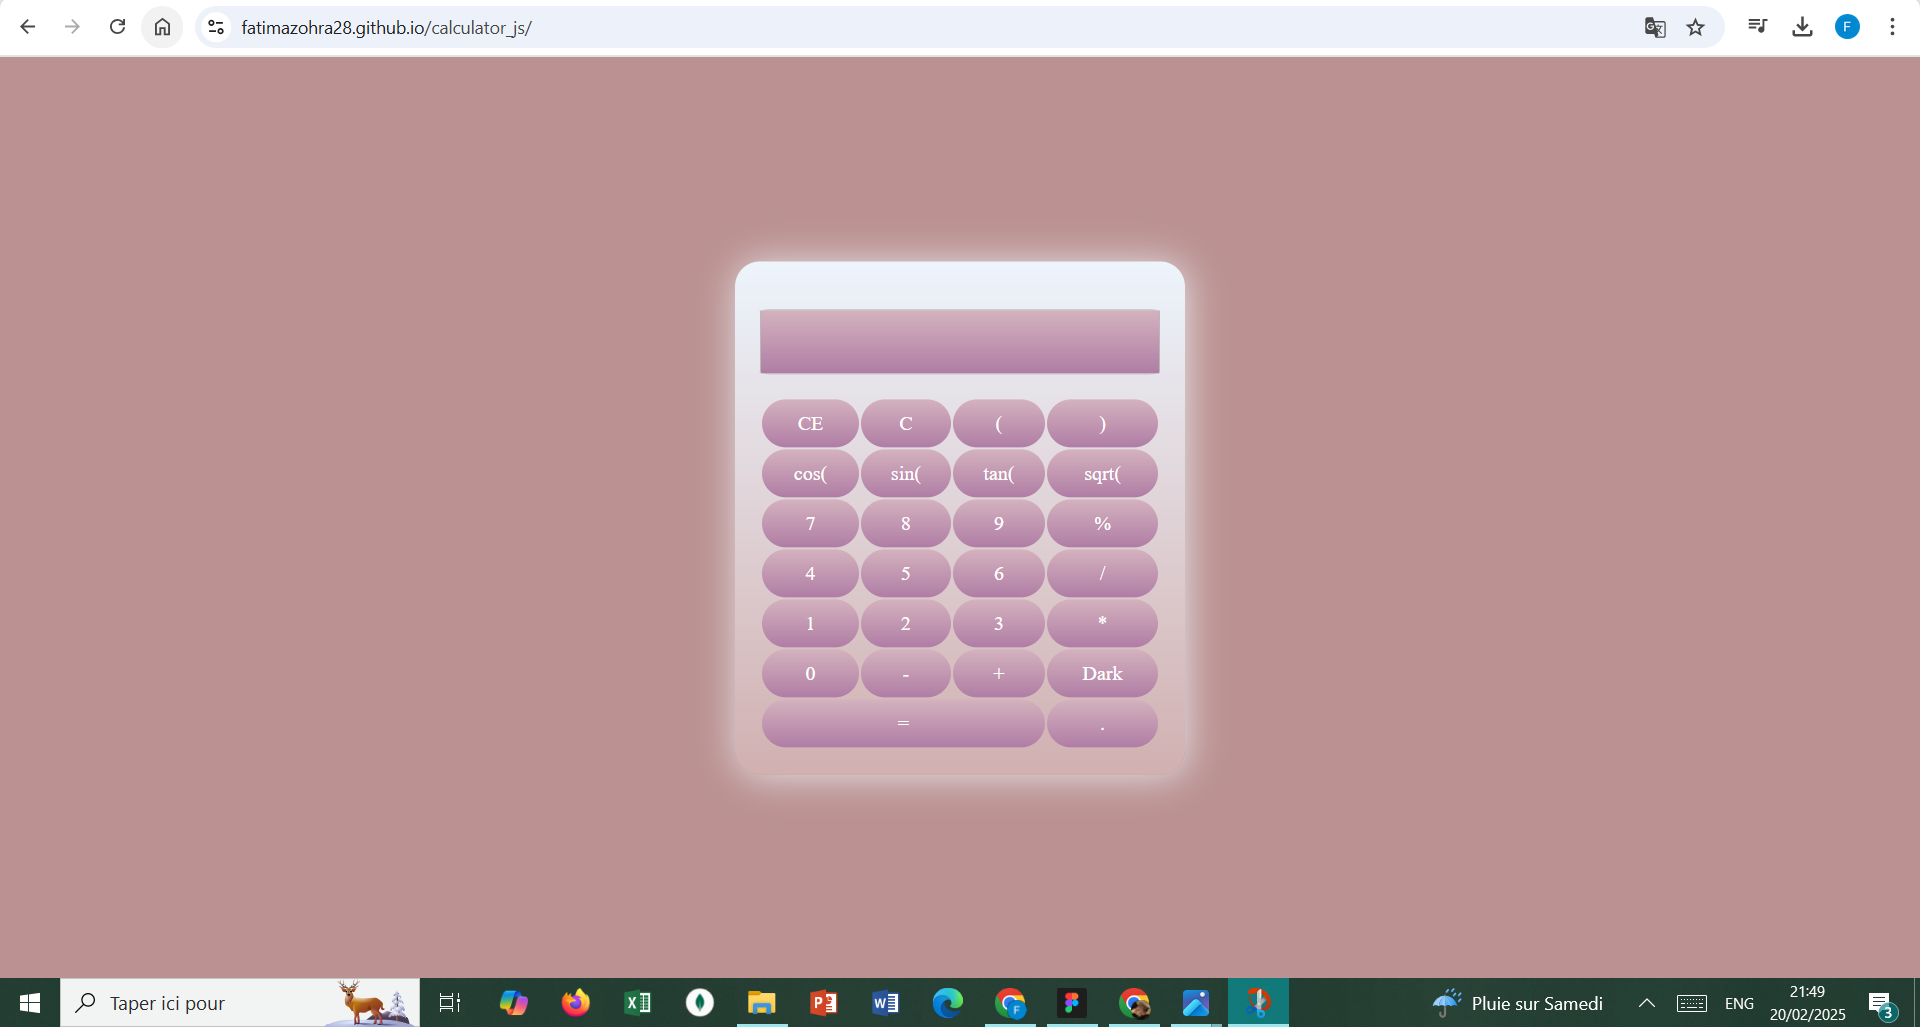 fatimazohra28.github.io/calculator_js/
F
CE C ( )
cos( sin( tan( sqrt(
7 8 9 %
4 5 6 /
1 2 3 *
0 - + Dark
= .
Taper ici pour
F
Pluie sur Samedi
ENG
21:49
20/02/2025
3